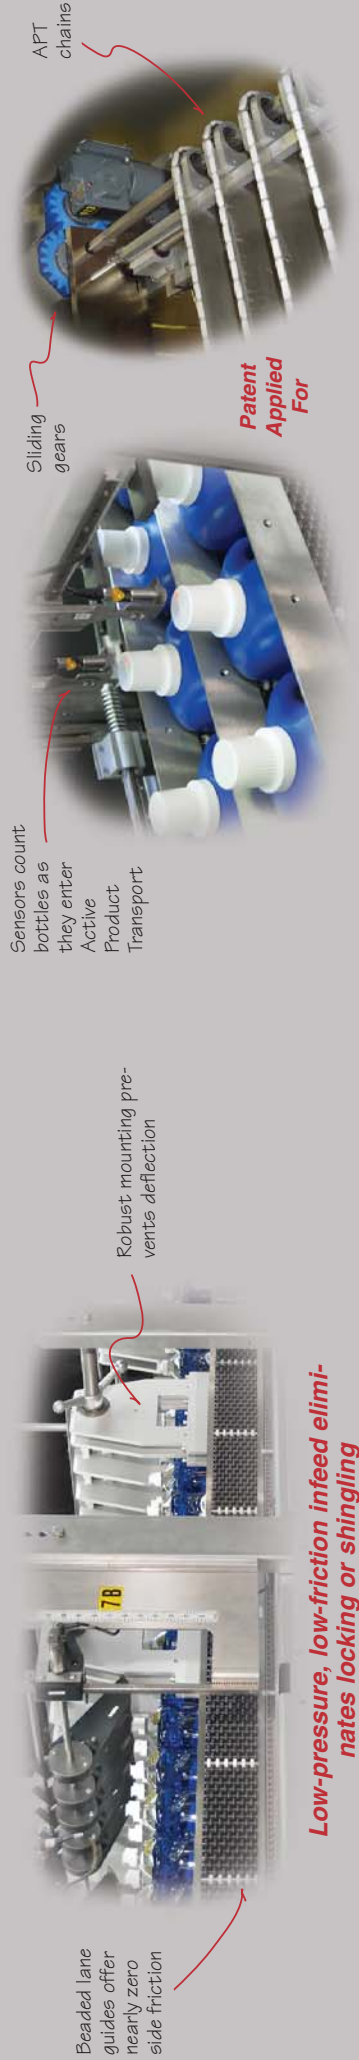 Beaded lane
guides offer
nearly zero
side friction
7B
Robust mounting pre-
vents deflection
Low-pressure, low-friction infeed elimi-
nates locking or shingling
Sensors count
bottles as
they enter
Active
Product
Transport
Sliding
gears
Patent
Applied
For
APT
chains